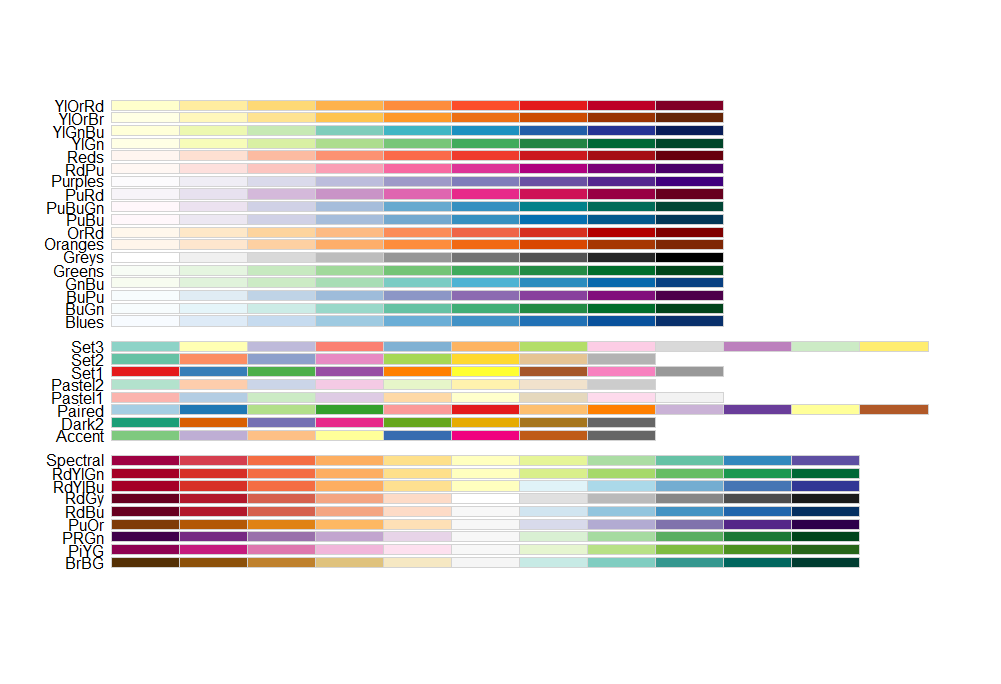 YlOrRd
YlOrBr
YlGnBu
YlGn
Reds
RdPu
Purples
PuRd
PuBuGn
PuBu
OrRd
Oranges
Greys
Greens
GnBu
BuPu
BuGn
Blues
Set3
Set2
Set1
Pastel2
Pastel1
Paired
Dark2
Accent
Spectral
RdYlGn
RdYlBu
RdGy
RdBu
PuOr
PRGn
PiYG
BrBG